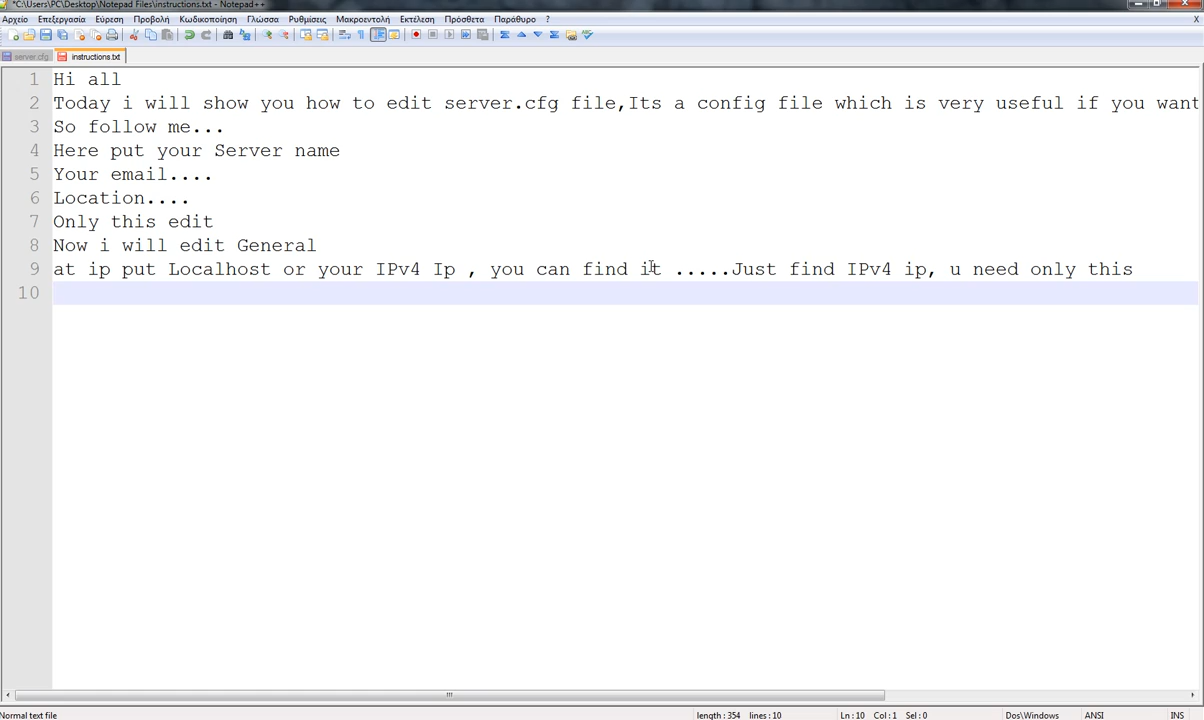 *C:\Users\PC\Desktop\Notepad Files\instructions.txt - Notepad++
Αρχείο Επεξεργασία Εύρεση Προβολή Κωδικοποίηση Γλώσσα Ρυθμίσεις Μακροεντολή Εκτέλεση Πρόσθετα Παράθυρο ? X
server.cfg instructions.txt
1 Hi all
2 Today i will show you how to edit server.cfg file,Its a config file which is very useful if you want
3 So follow me...
4 Here put your Server name
5 Your email....
6 Location....
7 Only this edit
8 Now i will edit General
9 at ip put Localhost or your IPv4 Ip , you can find it .....Just find IPv4 ip, u need only this
10
Normal text file length : 354 lines : 10 Ln : 10 Col : 1 Sel : 0 Dos\Windows ANSI INS